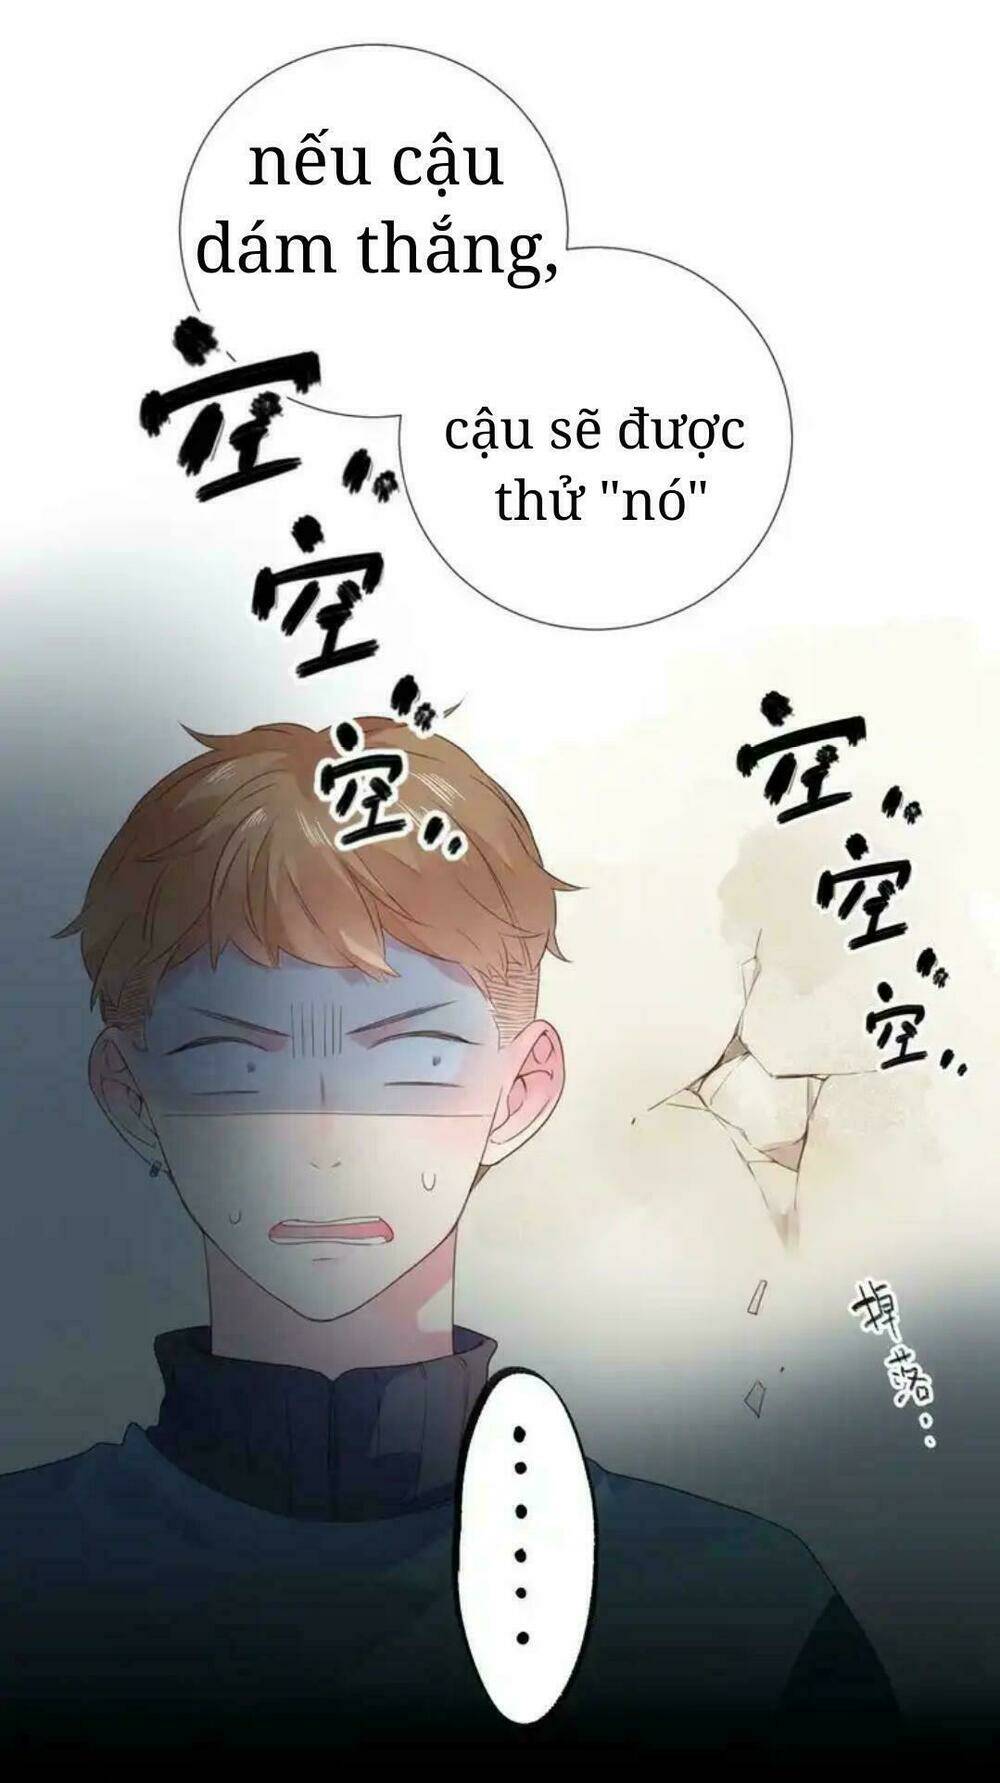 nếu cậu
dám thắng,
cậu sẽ được
thử "nó"
空..
空..
空..
空..
空..
空..
掉落..
......